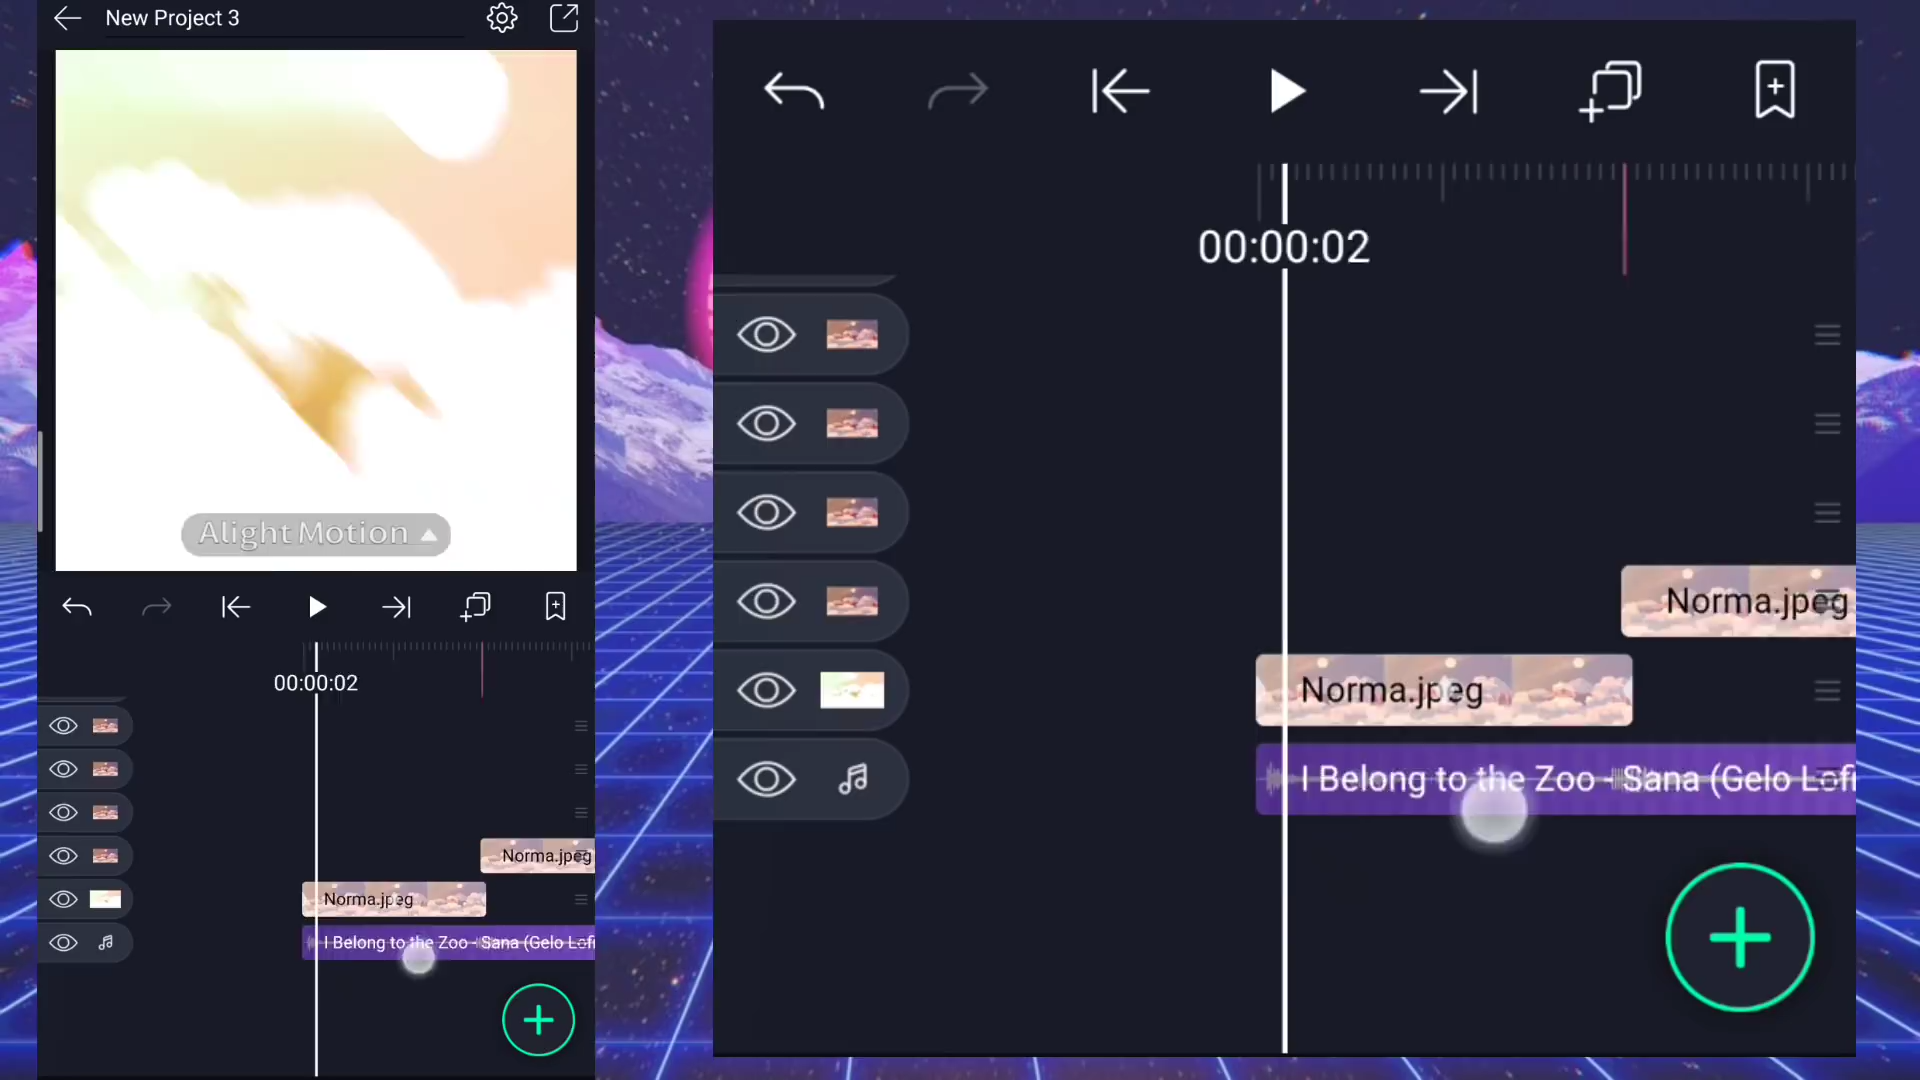 New Project 3
Alight Motion
00:00:02
Norma.jpeg
Norma.jpeg
I Belong to the Zoo - Sana (Gelo Lofi
00:00:02
Norma.jpeg
Norma.jpeg
I Belong to the Zoo - Sana (Gelo Lofi